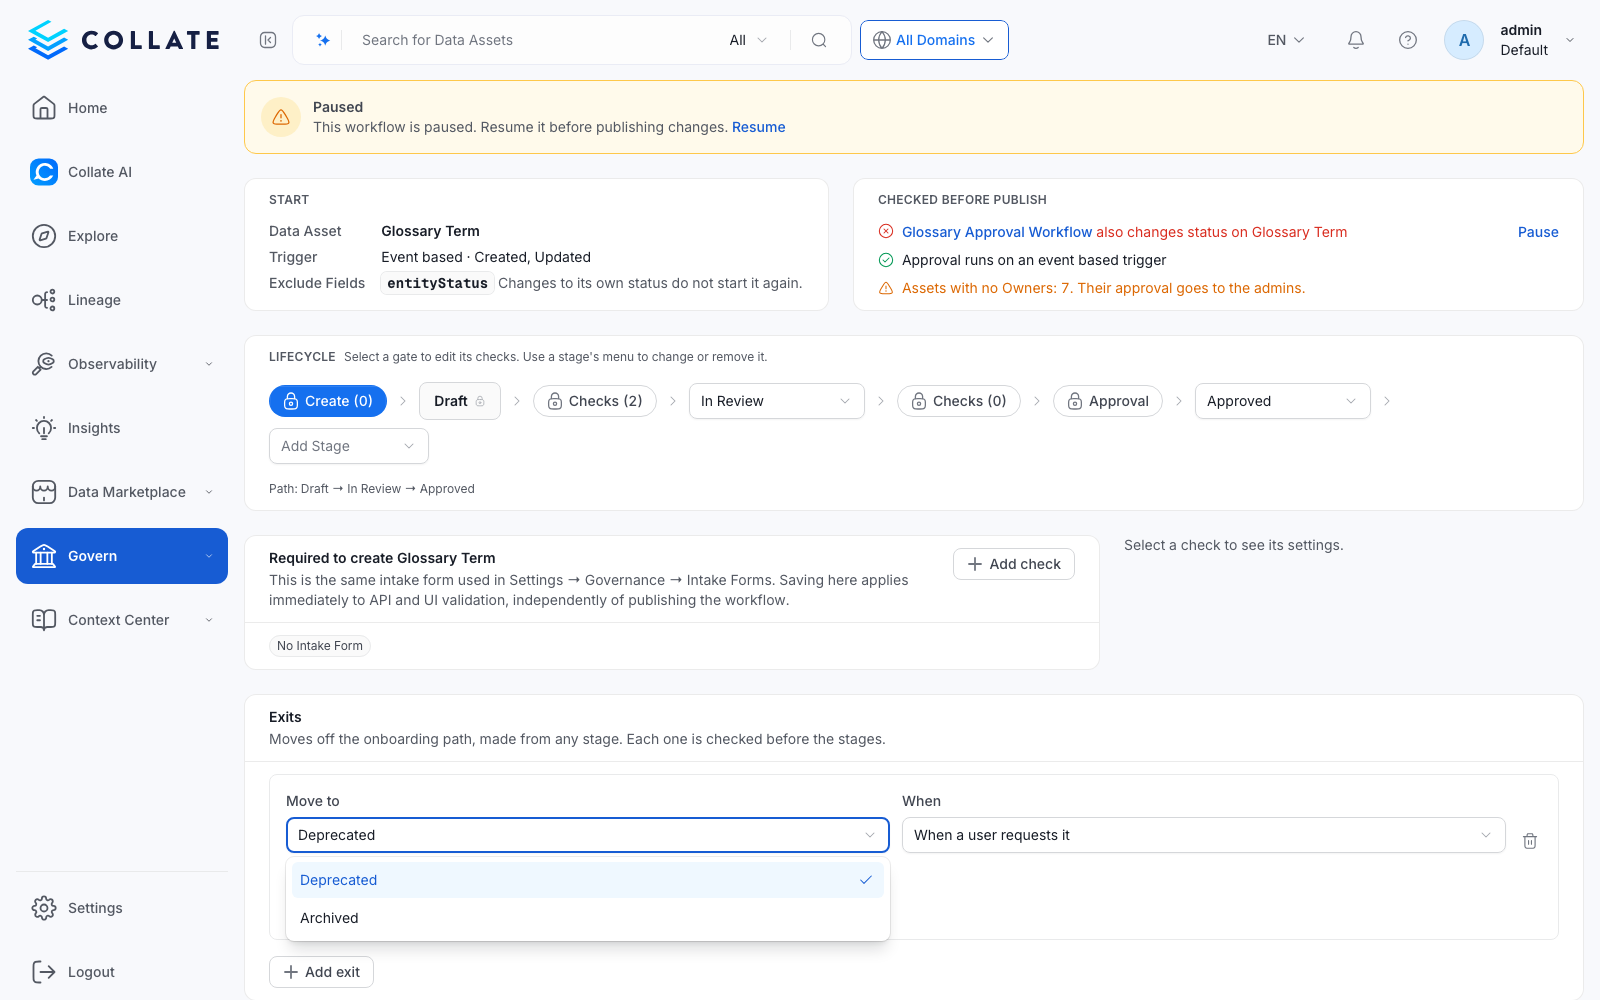 COLLATE
Search for Data Assets
All
All Domains
EN
A
admin
Default
Home
Collate AI
Explore
Lineage
Observability
Insights
Data Marketplace
Govern
Context Center
Settings
Logout
Paused
This workflow is paused. Resume it before publishing changes. Resume
START
Data Asset Glossary Term
Trigger Event based · Created, Updated
Exclude Fields entityStatus Changes to its own status do not start it again.
CHECKED BEFORE PUBLISH
Glossary Approval Workflow also changes status on Glossary Term Pause
Approval runs on an event based trigger
Assets with no Owners: 7. Their approval goes to the admins.
LIFECYCLE Select a gate to edit its checks. Use a stage's menu to change or remove it.
Create (0) Draft Checks (2) In Review Checks (0) Approval Approved
Add Stage
Path: Draft → In Review → Approved
Required to create Glossary Term
This is the same intake form used in Settings → Governance → Intake Forms. Saving here applies
immediately to API and UI validation, independently of publishing the workflow.
Add check
No Intake Form
Select a check to see its settings.
Exits
Moves off the onboarding path, made from any stage. Each one is checked before the stages.
Move to When
Deprecated When a user requests it
Deprecated
Archived
Add exit